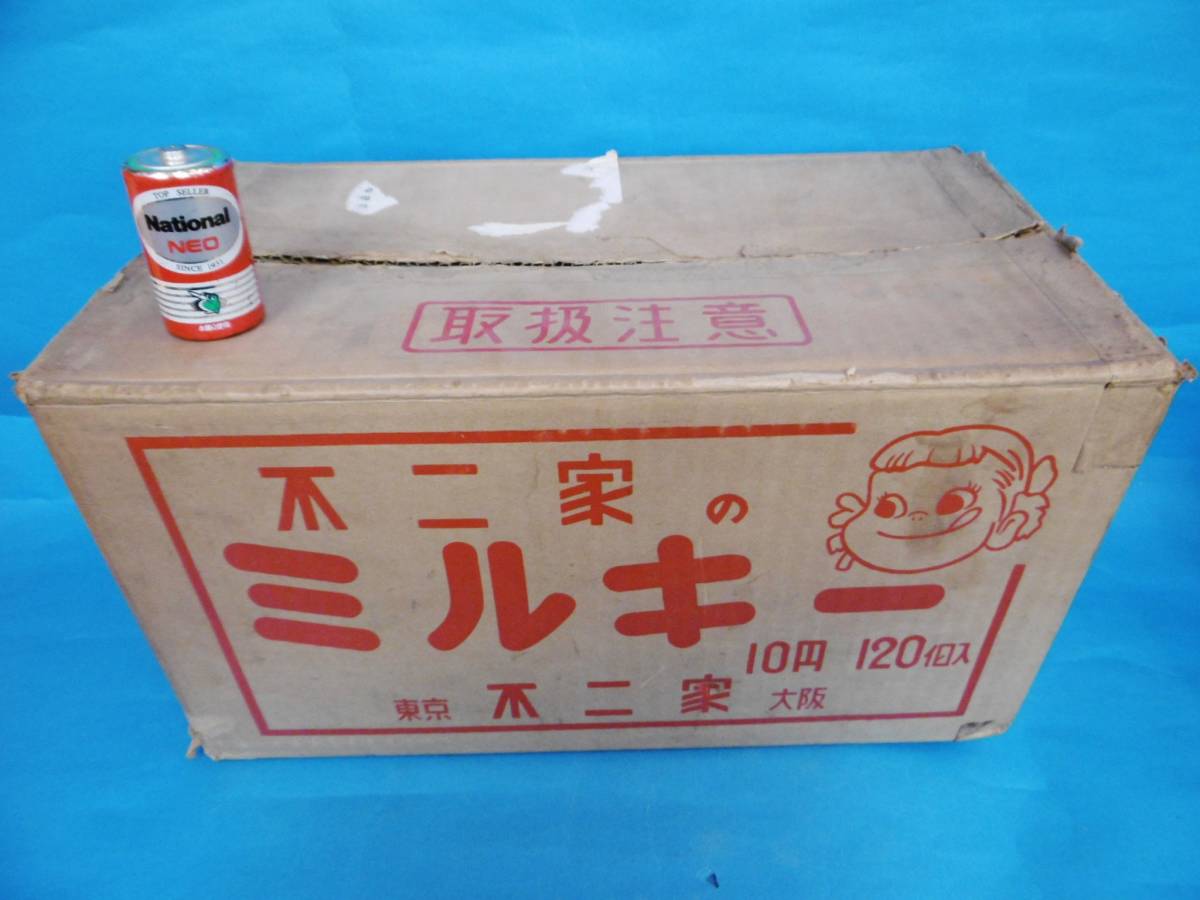 TOP SELLER
National
NEO
SINCE 1931
取扱注意
不二家の
ミルキー
10円 120個入
東京 不二家 大阪